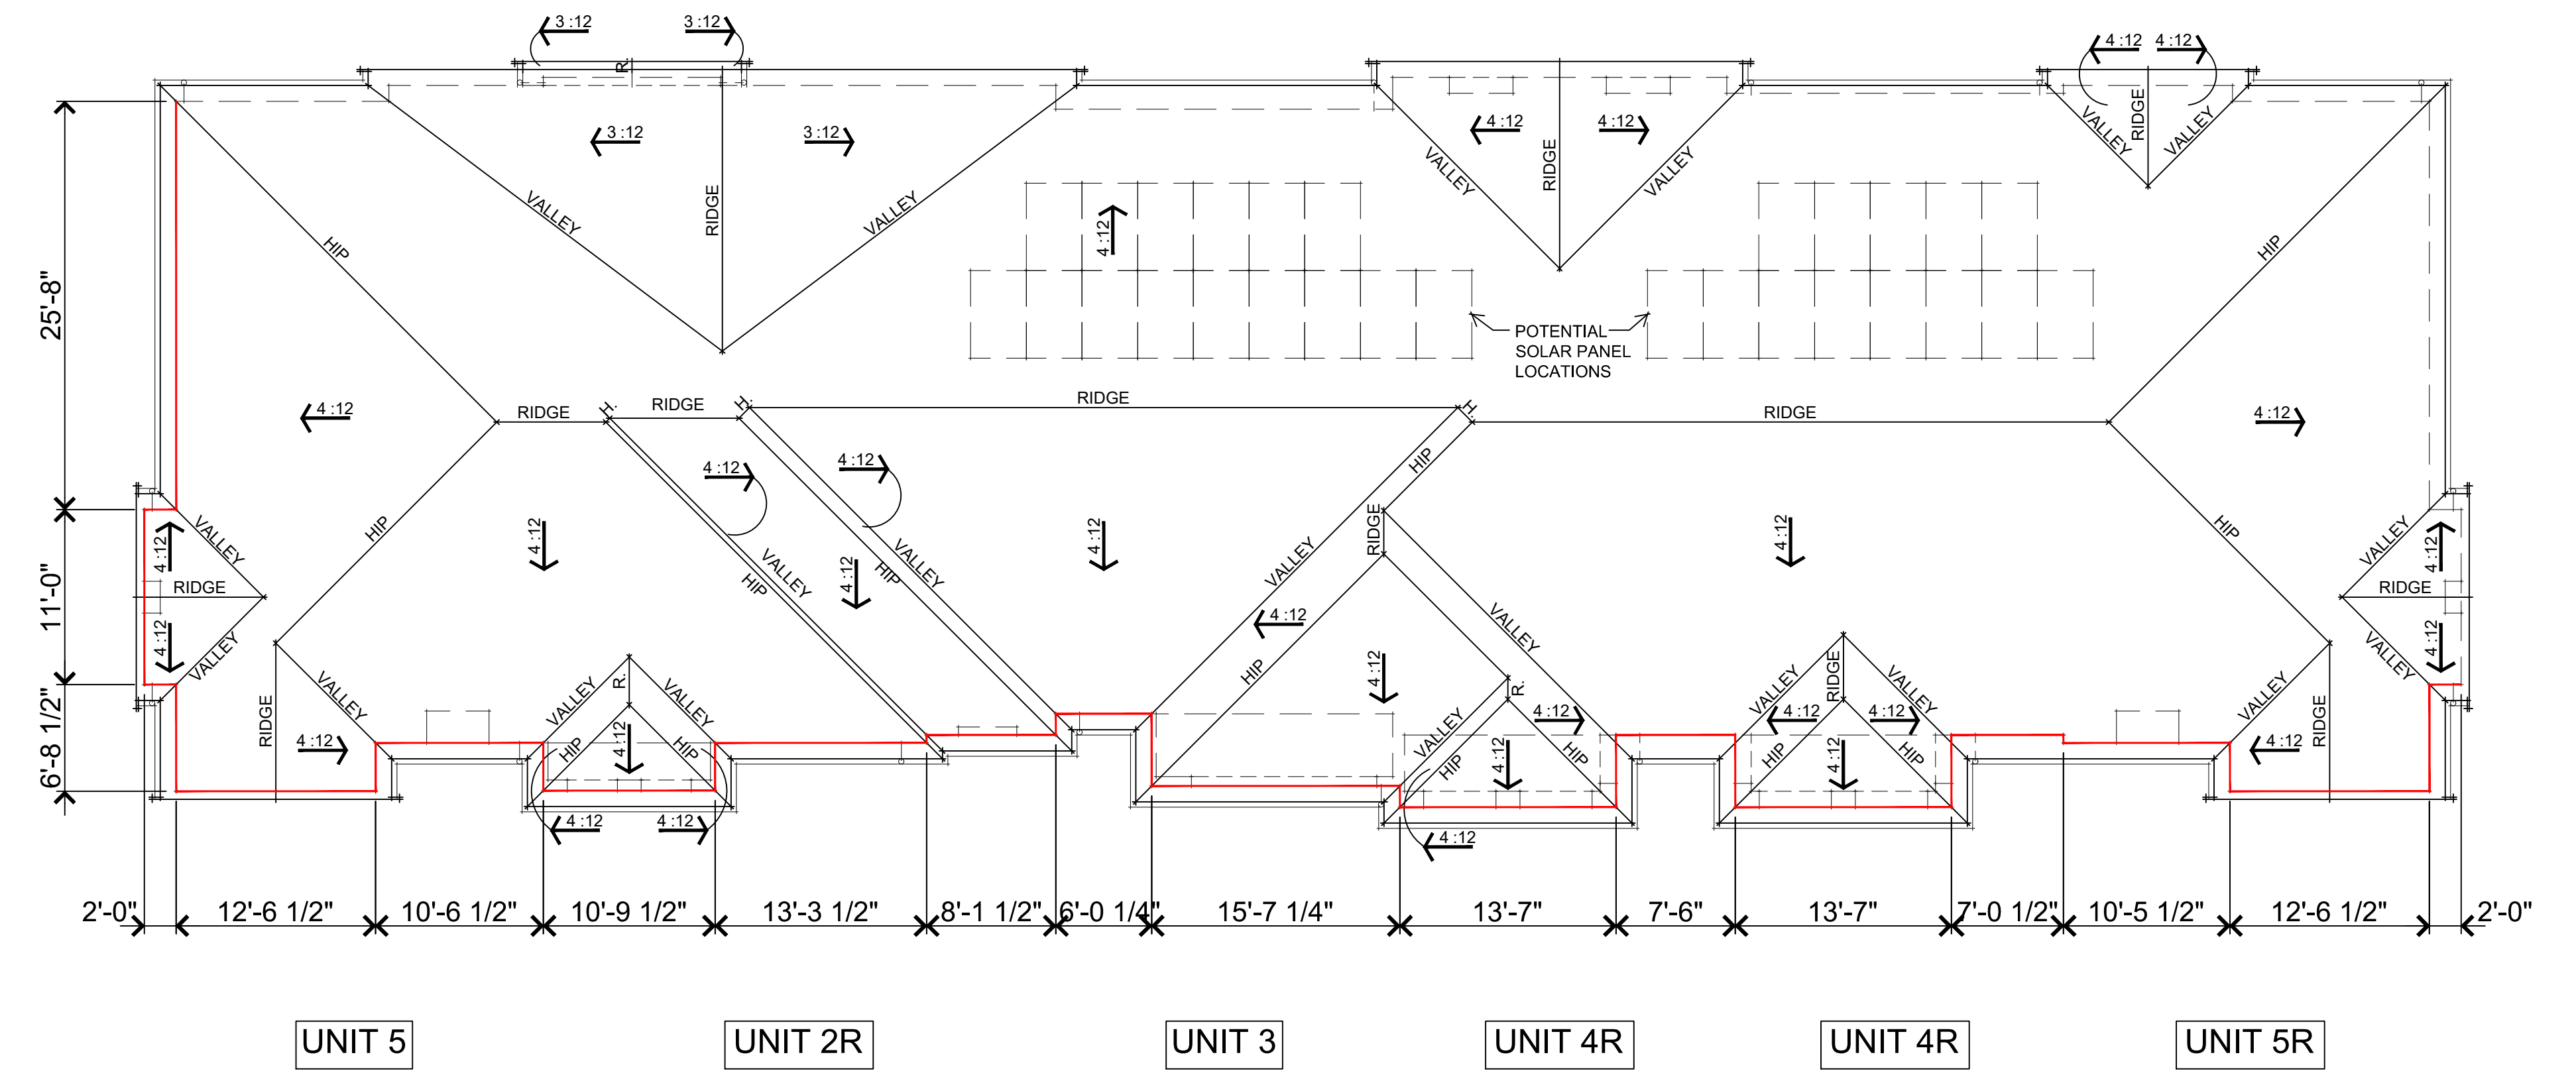 3 :12 3 :12
4 :12 4 :12
R.
3 :12 3 :12
4 :12 4 :12
RIDGE
VALLEY VALLEY
VALLEY VALLEY
RIDGE
VALLEY VALLEY
RIDGE
HIP
4 :12
HIP
25'-8"
POTENTIAL
SOLAR PANEL
LOCATIONS
4 :12
RIDGE
H.
RIDGE
H.
RIDGE
H.
RIDGE
4 :12
4 :12
4 :12
HIP
HIP
4 :12
RIDGE
4 :12
4 :12
HIP
VALLEY
4 :12
VALLEY
HIP
4 :12
VALLEY
HIP
VALLEY
VALLEY
4 :12
11'-0"
RIDGE
4 :12
VALLEY
4 :12
4 :12
HIP
4 :12
VALLEY
VALLEY
RIDGE
4 :12
VALLEY
VALLEY
RIDGE
4 :12
6'-8 1/2"
VALLEY
R.
VALLEY
HIP
4 :12
HIP
VALLEY
R.
4 :12
HIP
4 :12
HIP
VALLEY
RIDGE
VALLEY
4 :12
4 :12
HIP
4 :12
HIP
VALLEY
4 :12
RIDGE
4 :12 4 :12
4 :12
2'-0" 12'-6 1/2" 10'-6 1/2" 10'-9 1/2" 13'-3 1/2" 8'-1 1/2" 6'-0 1/4" 15'-7 1/4" 13'-7" 7'-6" 13'-7" 7'-0 1/2" 10'-5 1/2" 12'-6 1/2" 2'-0"
UNIT 5 UNIT 2R UNIT 3 UNIT 4R UNIT 4R UNIT 5R